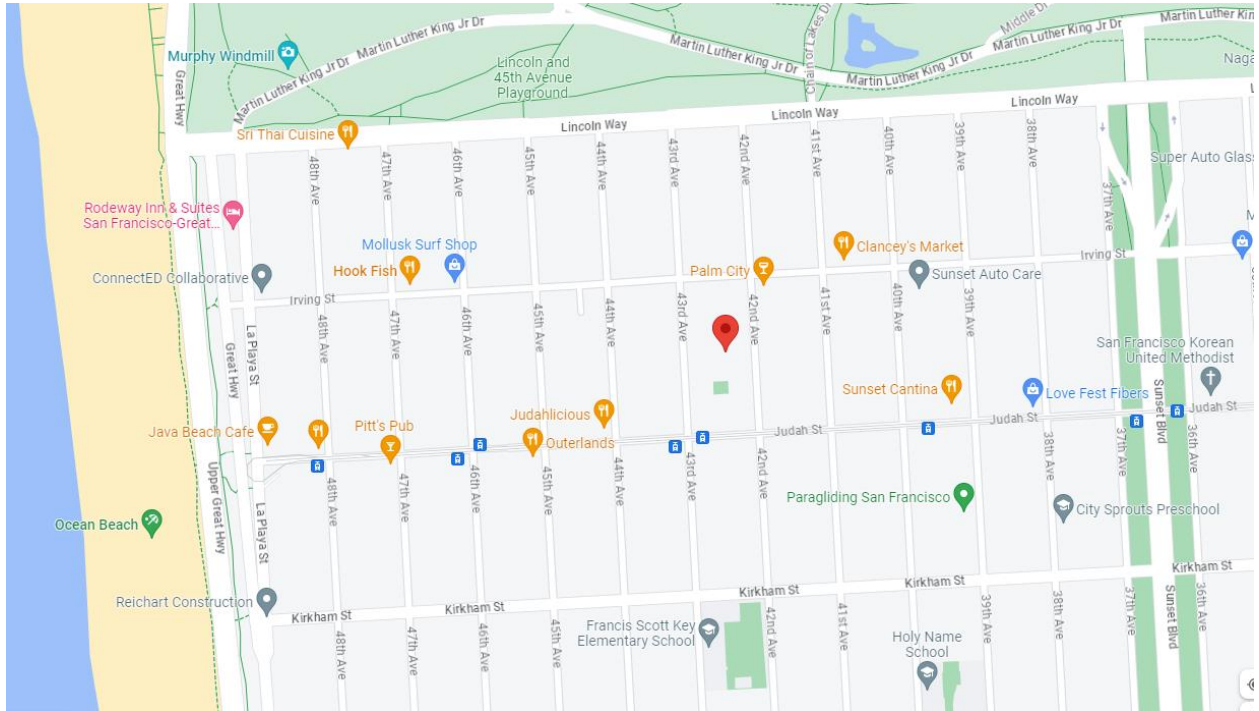 Middle Dr
Martin Luther King Jr Dr
Chain of Lakes Dr
Martin Luther King Jr Dr
Murphy Windmill
Martin Luther King Jr Dr
Martin Luther King Jr Dr
Lincoln and
45th Avenue
Playground
Naga
Great Hwy
Martin Luther King Jr Dr
Lincoln Way
Lincoln Way
Lincoln Way
Sri Thai Cuisine
48th Ave
47th Ave
46th Ave
45th Ave
44th Ave
43rd Ave
42nd Ave
41st Ave
40th Ave
39th Ave
38th Ave
37th Ave
Super Auto Glass
Rodeway Inn & Suites
San Francisco-Great...
Mollusk Surf Shop
Hook Fish
Palm City
Clancey's Market
M
Irving St
ConnectED Collaborative
Sunset Auto Care
Irving St
La Playa St
Great Hwy
48th Ave
47th Ave
46th Ave
45th Ave
44th Ave
43rd Ave
42nd Ave
41st Ave
40th Ave
39th Ave
San Francisco Korean
United Methodist
Sunset Cantina
Love Fest Fibers
Sunset Blvd
Judah St
Java Beach Cafe
Pitt's Pub
Judahlicious
Outerlands
Judah St
Judah St
Upper Great Hwy
La Playa St
48th Ave
47th Ave
46th Ave
45th Ave
44th Ave
43rd Ave
42nd Ave
38th Ave
37th Ave
36th Ave
Paragliding San Francisco
City Sprouts Preschool
Ocean Beach
Reichart Construction
Kirkham St
Kirkham St
Kirkham St
Kirkham St
48th Ave
47th Ave
46th Ave
45th Ave
Francis Scott Key
Elementary School
42nd Ave
41st Ave
Holy Name
School
39th Ave
38th Ave
37th Ave
Sunset Blvd
36th Ave